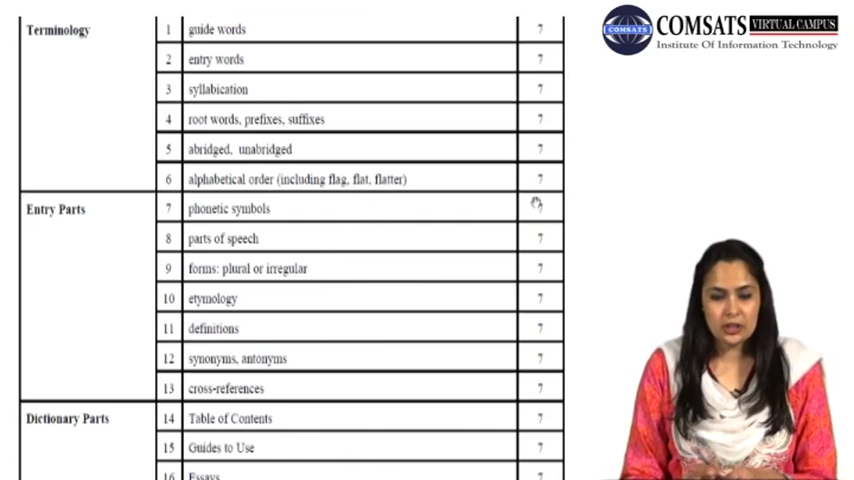 Terminology 1 guide words 7
2 entry words 7
3 syllabication 7
4 root words, prefixes, suffixes 7
5 abridged, unabridged 7
6 alphabetical order (including flag, flat, flatter) 7
Entry Parts 7 phonetic symbols 7
8 parts of speech 7
9 forms: plural or irregular 7
10 etymology 7
11 definitions 7
12 synonyms, antonyms 7
13 cross-references 7
Dictionary Parts 14 Table of Contents 7
15 Guides to Use 7
16 Essays 7
COMSATS
COMSATS VIRTUAL CAMPUS
Institute Of Information Technology